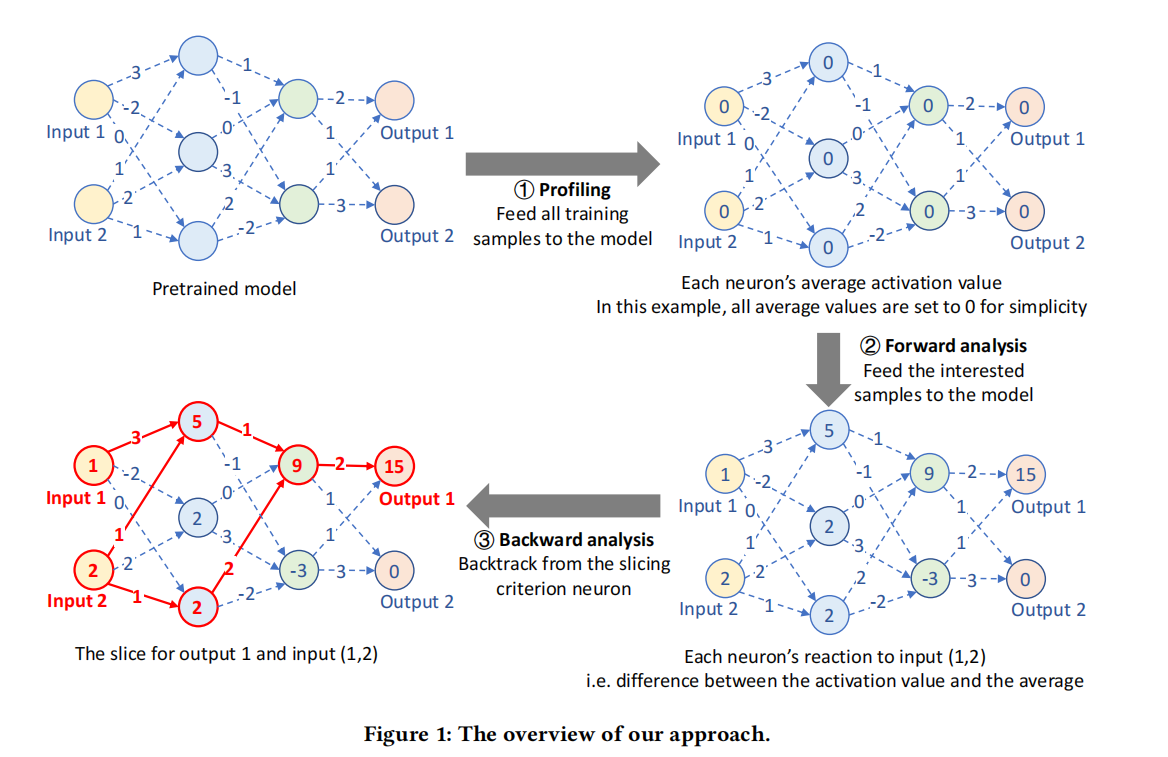 3
-2
0
1
2
1
1
-1
0
3
2
-2
2
1
1
3
Input 1
Input 2
Output 1
Output 2
Pretrained model
① Profiling
Feed all training
samples to the model
0
0
0
0
0
0
0
0
0
3
-2
0
1
2
1
1
-1
0
3
2
-2
2
1
1
3
Input 1
Input 2
Output 1
Output 2
Each neuron's average activation value
In this example, all average values are set to 0 for simplicity
② Forward analysis
Feed the interested
samples to the model
1
2
5
2
2
9
-3
15
0
3
-2
0
1
2
1
1
-1
0
3
2
-2
2
1
1
3
Input 1
Input 2
Output 1
Output 2
Each neuron's reaction to input (1,2)
i.e. difference between the activation value and the average
③ Backward analysis
Backtrack from the slicing
criterion neuron
1
2
5
2
2
9
-3
15
0
3
-2
0
1
2
1
1
-1
0
3
2
-2
2
1
1
3
Input 1
Input 2
Output 1
Output 2
The slice for output 1 and input (1,2)
Figure 1: The overview of our approach.